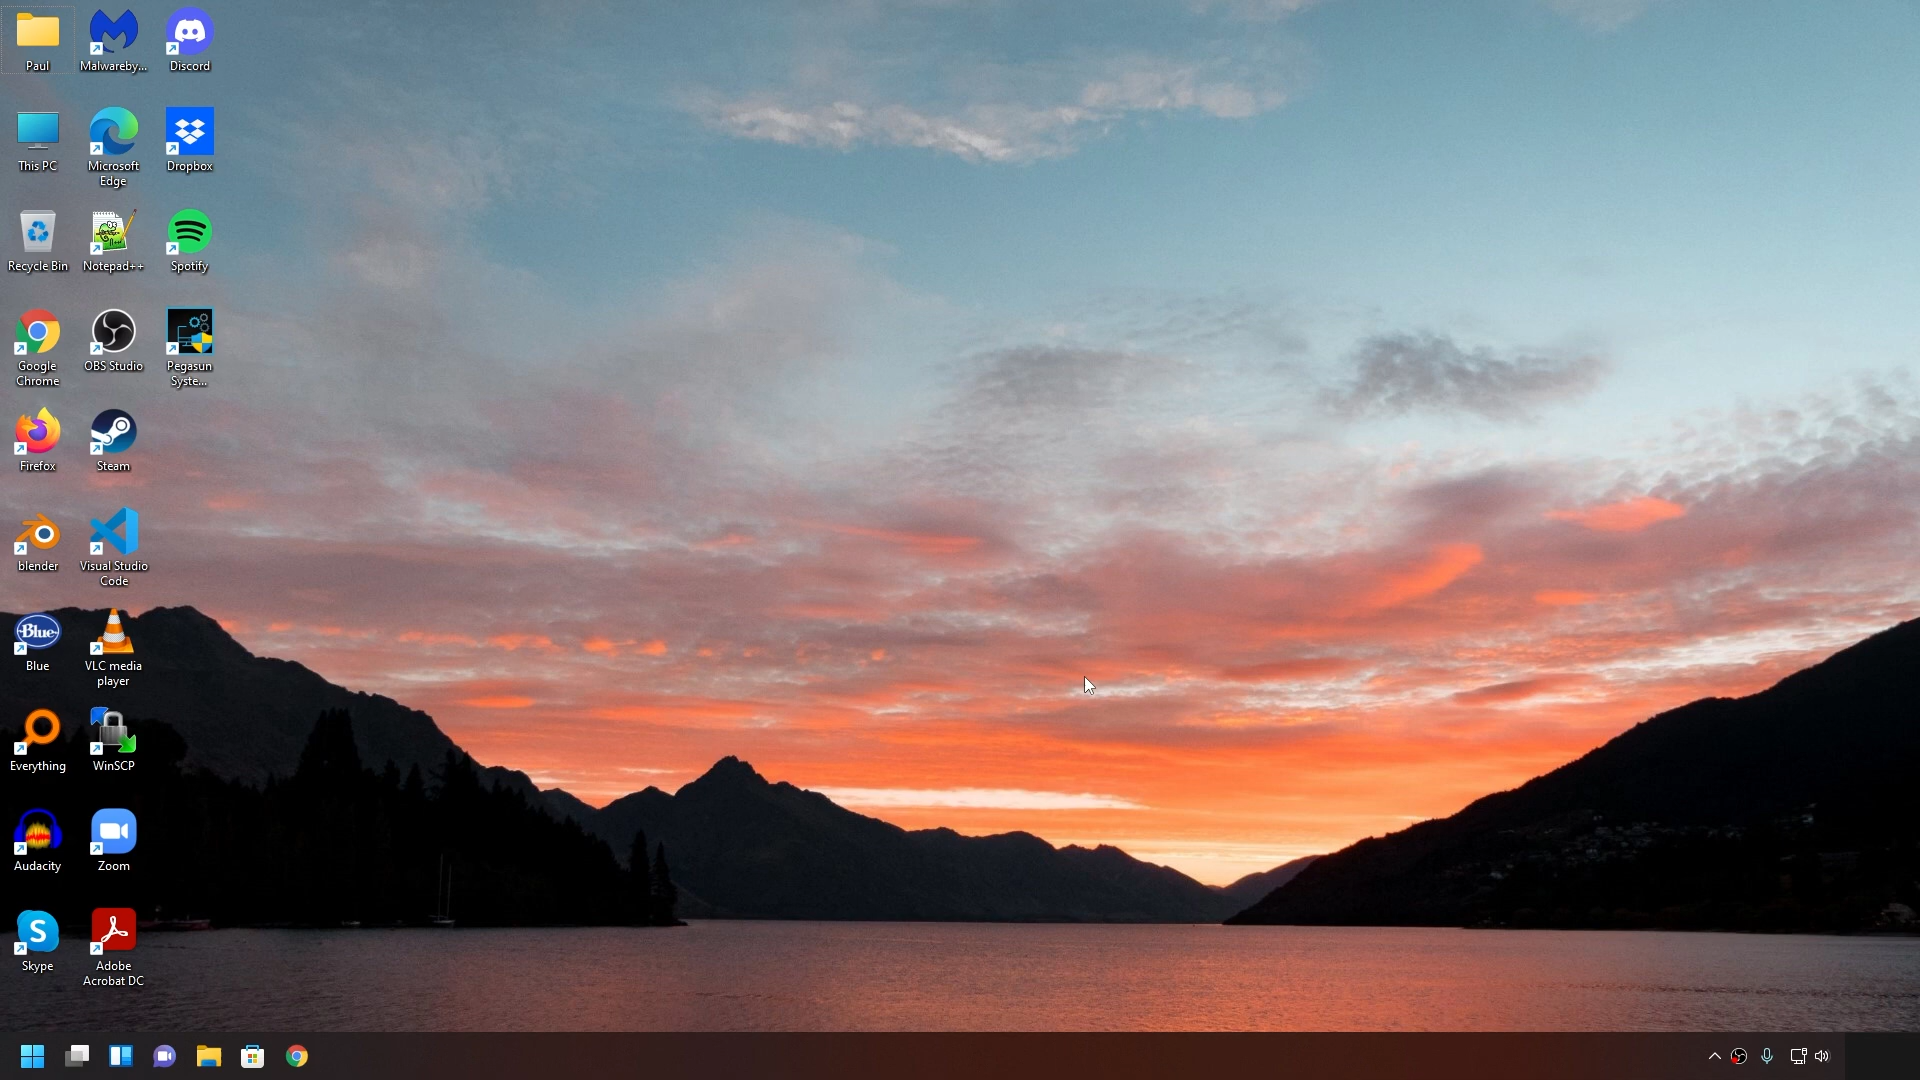 Paul
Malwareby...
Discord
This PC
Microsoft
Edge
Dropbox
Recycle Bin
Notepad++
Spotify
Google
Chrome
OBS Studio
Pegasun
Syste...
Firefox
Steam
blender
Visual Studio
Code
Blue
Blue
VLC media
player
Everything
WinSCP
Audacity
Zoom
S
Skype
Adobe
Acrobat DC